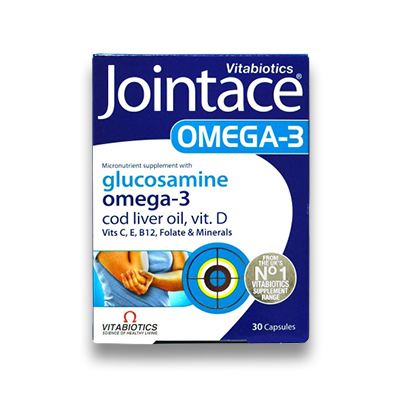 Vitabiotics
Jointace®
OMEGA-3
Micronutrient supplement with
glucosamine
omega-3
cod liver oil, vit. D
Vits C, E, B12, Folate & Minerals
FROM
THE UK'S
Nº1
VITABIOTICS
SUPPLEMENT
RANGE
VITABIOTICS
SCIENCE OF HEALTHY LIVING
30 Capsules